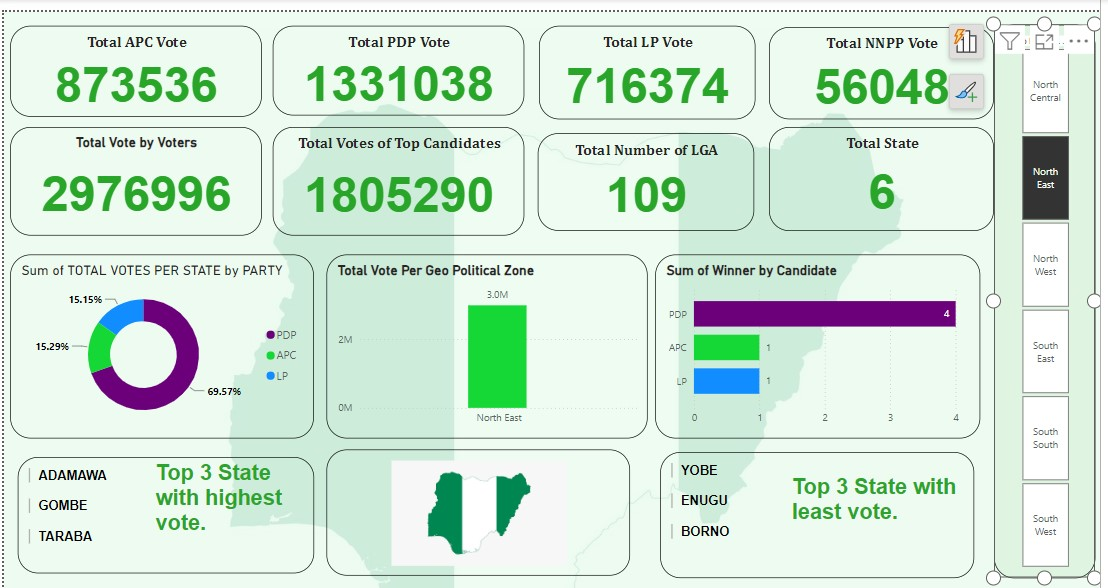 Total APC Vote
873536
Total PDP Vote
1331038
Total LP Vote
716374
Total NNPP Vote
56048
Total Vote by Voters
2976996
Total Votes of Top Candidates
1805290
Total Number of LGA
109
Total State
6
Sum of TOTAL VOTES PER STATE by PARTY
15.15%
15.29%
69.57%
PDP
APC
LP
Total Vote Per Geo Political Zone
3.0M
2M
0M
North East
Sum of Winner by Candidate
PDP
4
APC
1
LP
1
0
1
2
3
4
ADAMAWA
GOMBE
TARABA
Top 3 State
with highest
vote.
YOBE
ENUGU
BORNO
Top 3 State with
least vote.
North
Central
North
East
North
West
South
East
South
South
South
West